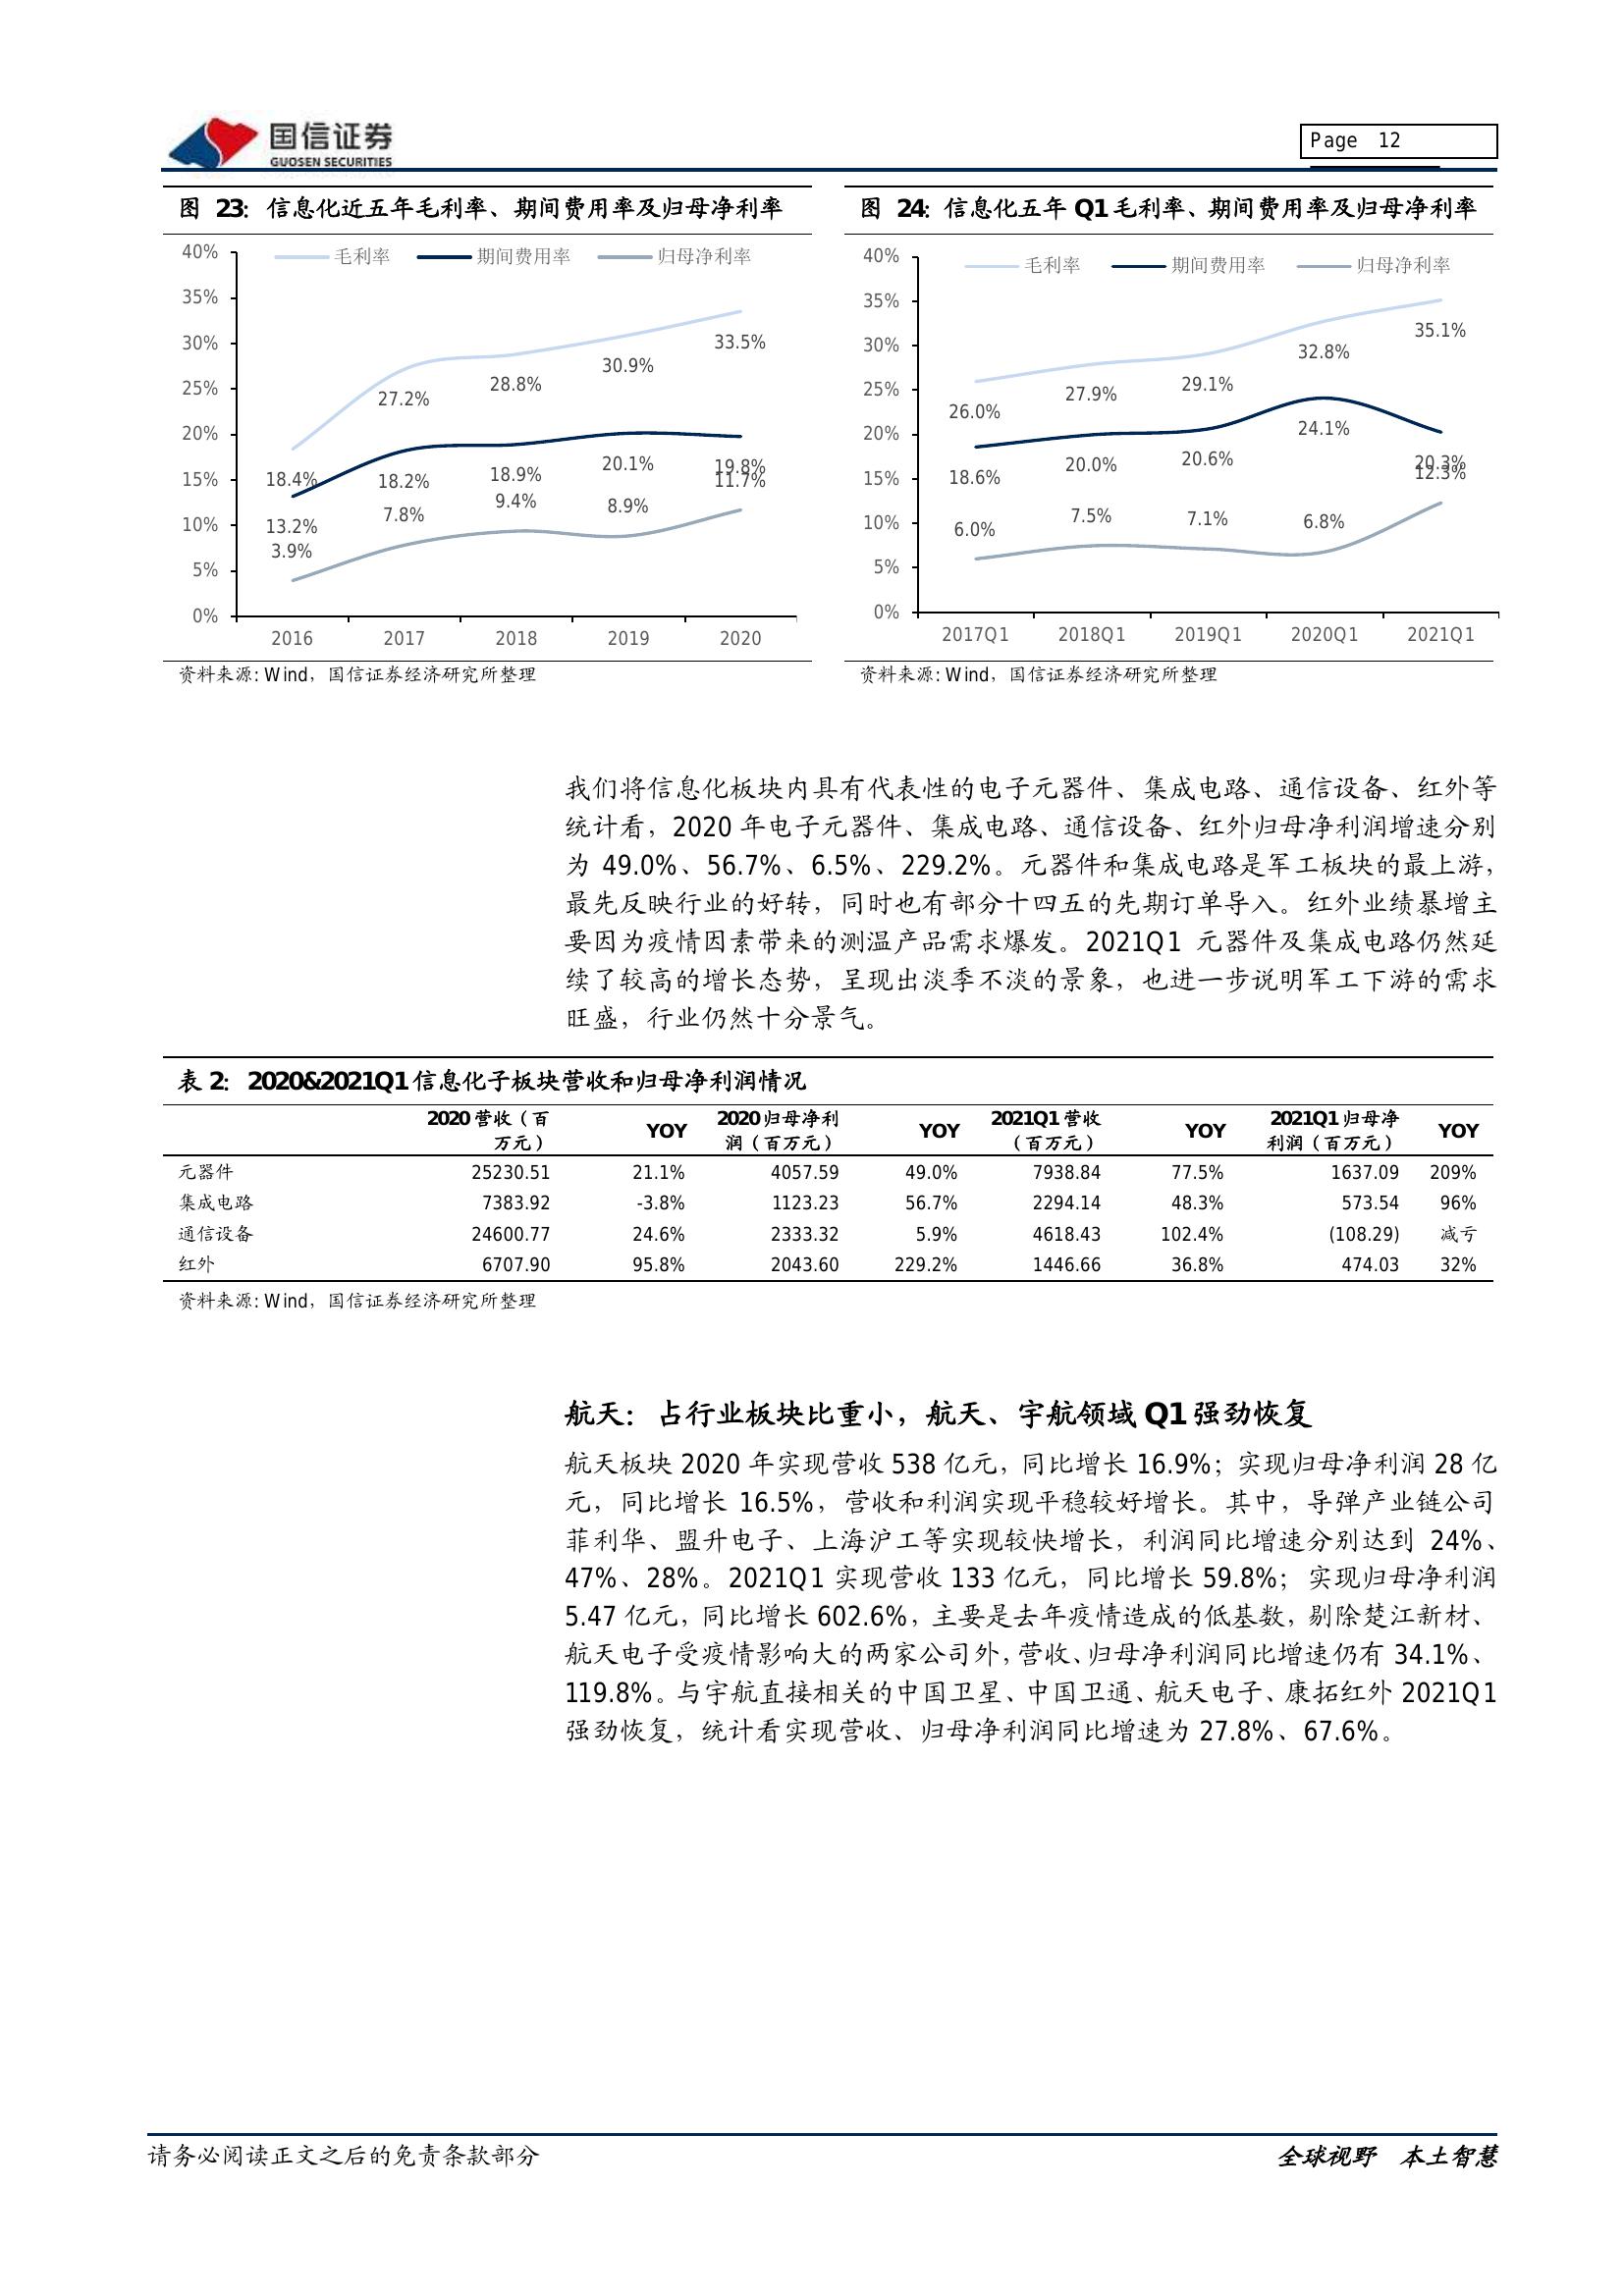 国信证券
GUOSEN SECURITIES
Page 12
图 23：信息化近五年毛利率、期间费用率及归母净利率
毛利率 期间费用率 归母净利率
40%
35%
30%
25%
20%
15%
10%
5%
0%
33.5%
30.9%
28.8%
27.2%
18.4%
19.8%
20.1%
18.9%
18.2%
13.2%
11.7%
8.9%
9.4%
7.8%
3.9%
2016 2017 2018 2019 2020
资料来源：Wind，国信证券经济研究所整理
图 24：信息化五年 Q1 毛利率、期间费用率及归母净利率
毛利率 期间费用率 归母净利率
40%
35%
30%
25%
20%
15%
10%
5%
0%
35.1%
32.8%
29.1%
27.9%
26.0%
20.3%
24.1%
20.6%
20.0%
18.6%
12.3%
6.8%
7.1%
7.5%
6.0%
2017Q1 2018Q1 2019Q1 2020Q1 2021Q1
资料来源：Wind，国信证券经济研究所整理
我们将信息化板块内具有代表性的电子元器件、集成电路、通信设备、红外等
统计看，2020 年电子元器件、集成电路、通信设备、红外归母净利润增速分别
为 49.0%、56.7%、6.5%、229.2%。元器件和集成电路是军工板块的最上游，
最先反映行业的好转，同时也有部分十四五的先期订单导入。红外业绩暴增主
要因为疫情因素带来的测温产品需求爆发。2021Q1 元器件及集成电路仍然延
续了较高的增长态势，呈现出淡季不淡的景象，也进一步说明军工下游的需求
旺盛，行业仍然十分景气。
表 2：2020&2021Q1 信息化子板块营收和归母净利润情况
2020 营收（百万元） YOY 2020 归母净利润（百万元） YOY 2021Q1 营收（百万元） YOY 2021Q1 归母净利润（百万元） YOY
元器件 25230.51 21.1% 4057.59 49.0% 7938.84 77.5% 1637.09 209%
集成电路 7383.92 -3.8% 1123.23 56.7% 2294.14 48.3% 573.54 96%
通信设备 24600.77 24.6% 2333.32 5.9% 4618.43 102.4% (108.29) 减亏
红外 6707.90 95.8% 2043.60 229.2% 1446.66 36.8% 474.03 32%
资料来源：Wind，国信证券经济研究所整理
航天：占行业板块比重小，航天、宇航领域 Q1 强劲恢复
航天板块 2020 年实现营收 538 亿元，同比增长 16.9%；实现归母净利润 28 亿
元，同比增长 16.5%，营收和利润实现平稳较好增长。其中，导弹产业链公司
菲利华、盟升电子、上海沪工等实现较快增长，利润同比增速分别达到 24%、
47%、28%。2021Q1 实现营收 133 亿元，同比增长 59.8%；实现归母净利润
5.47 亿元，同比增长 602.6%，主要是去年疫情造成的低基数，剔除楚江新材、
航天电子受疫情影响大的两家公司外，营收、归母净利润同比增速仍有 34.1%、
119.8%。与宇航直接相关的中国卫星、中国卫通、航天电子、康拓红外 2021Q1
强劲恢复，统计看实现营收、归母净利润同比增速为 27.8%、67.6%。
请务必阅读正文之后的免责条款部分
全球视野 本土智慧